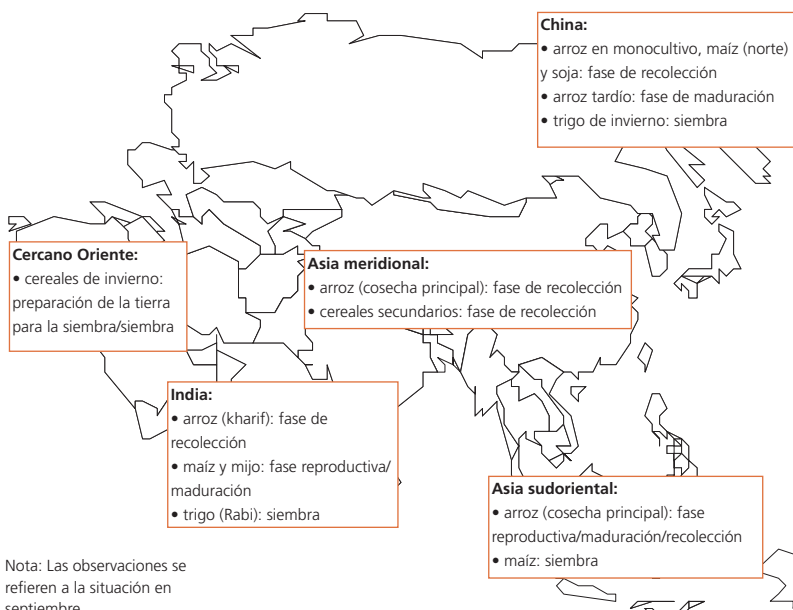 China:
• arroz en monocultivo, maíz (norte)
y soja: fase de recolección
• arroz tardío: fase de maduración
• trigo de invierno: siembra
Cercano Oriente:
• cereales de invierno:
preparación de la tierra
para la siembra/siembra
Asia meridional:
• arroz (cosecha principal): fase de recolección
• cereales secundarios: fase de recolección
India:
• arroz (kharif): fase de
recolección
• maíz y mijo: fase reproductiva/
maduración
• trigo (Rabi): siembra
Asia sudoriental:
• arroz (cosecha principal): fase
reproductiva/maduración/recolección
• maíz: siembra
Nota: Las observaciones se
refieren a la situación en
septiembre